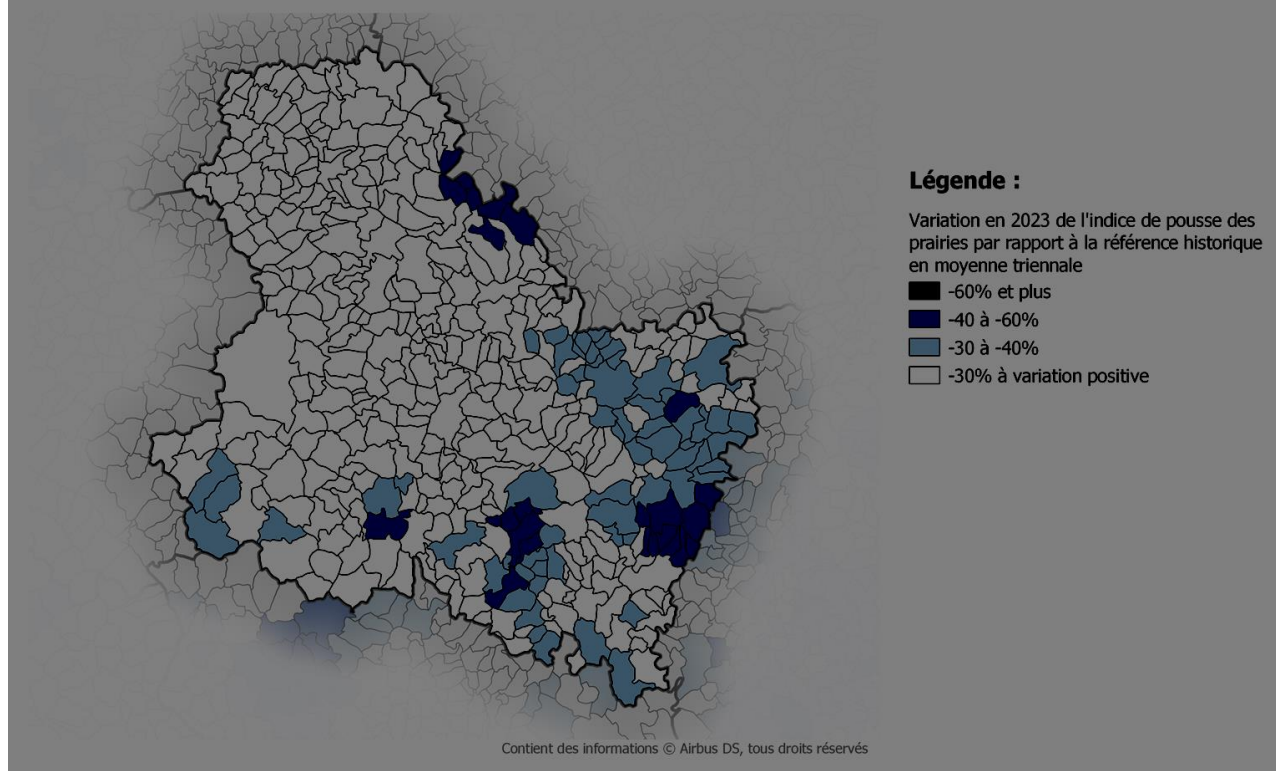 Légende :
Variation en 2023 de l'indice de pousse des
prairies par rapport à la référence historique
en moyenne triennale
-60% et plus
-40 à -60%
-30 à -40%
-30% à variation positive
Contient des informations © Airbus DS, tous droits réservés